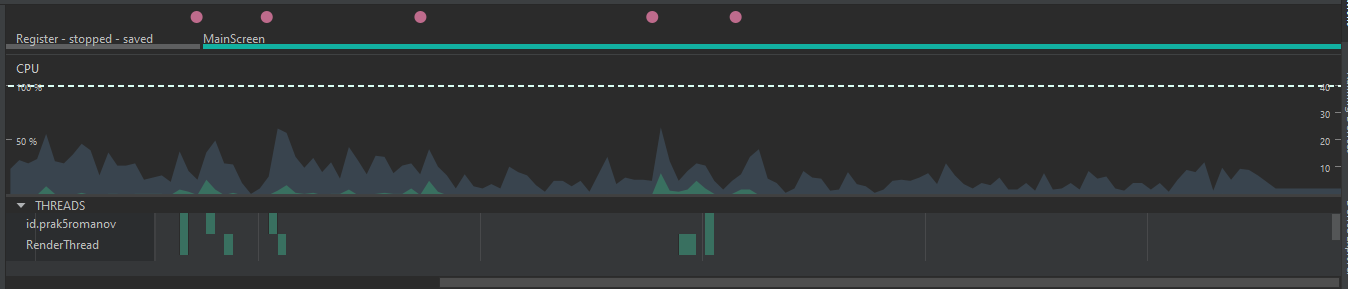 Register - stopped - saved MainScreen
CPU
100 % 40
30
50 % 20
10
THREADS
id.prak5romanov
RenderThread